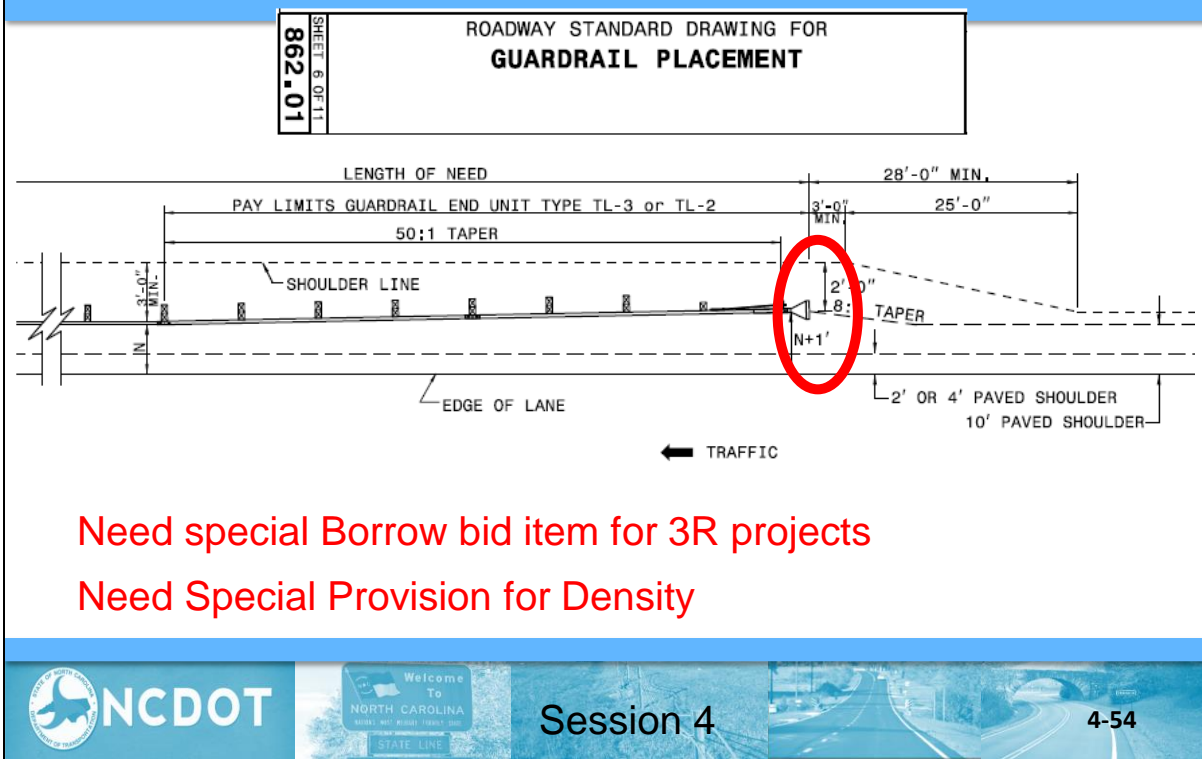 SHEET 6 OF 11
862.01
ROADWAY STANDARD DRAWING FOR
GUARDRAIL PLACEMENT
LENGTH OF NEED
28'-0" MIN.
PAY LIMITS GUARDRAIL END UNIT TYPE TL-3 or TL-2
3'-0"
MIN.
25'-0"
50:1 TAPER
SHOULDER LINE
3'-0"
MIN.
2'-0"
8: TAPER
N
N+1'
EDGE OF LANE
2' OR 4' PAVED SHOULDER
10' PAVED SHOULDER
TRAFFIC
Need special Borrow bid item for 3R projects
Need Special Provision for Density
NCDOT
Welcome
To
NORTH CAROLINA
STATE LINE
Session 4
4-54